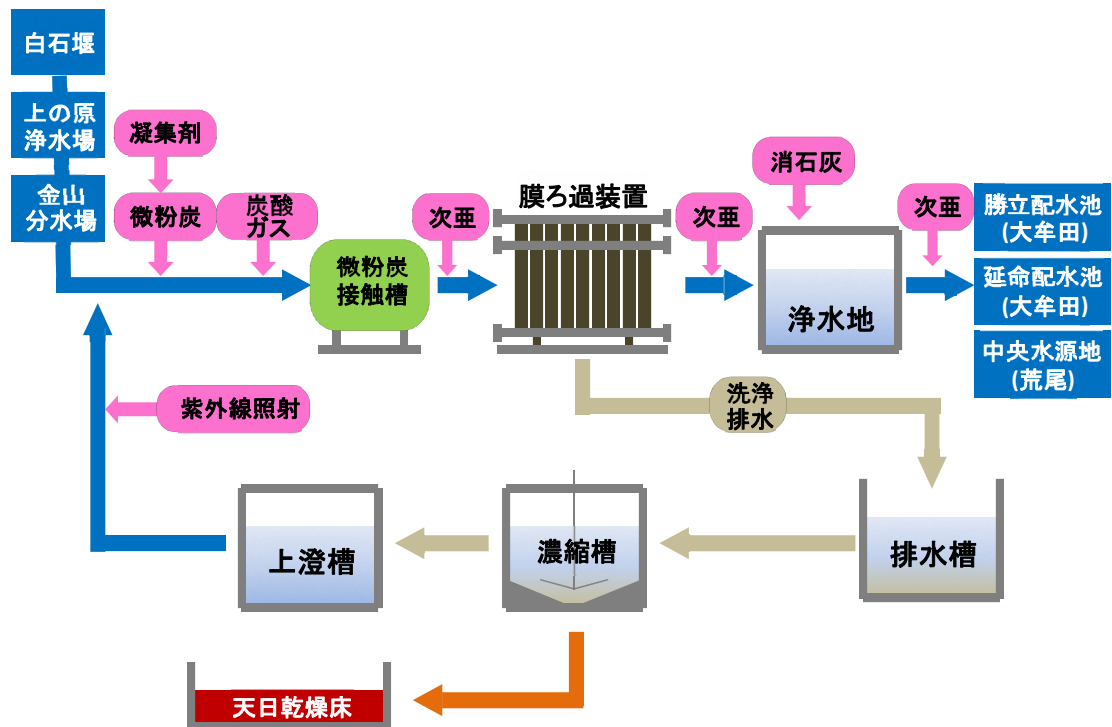 白石堰
上の原
浄水場
金山
分水場
凝集剤
微粉炭
炭酸
ガス
微粉炭
接触槽
次亜
膜ろ過装置
次亜
消石灰
浄水地
次亜
勝立配水池
(大牟田)
延命配水池
(大牟田)
中央水源地
(荒尾)
洗浄
排水
排水槽
濃縮槽
上澄槽
紫外線照射
天日乾燥床